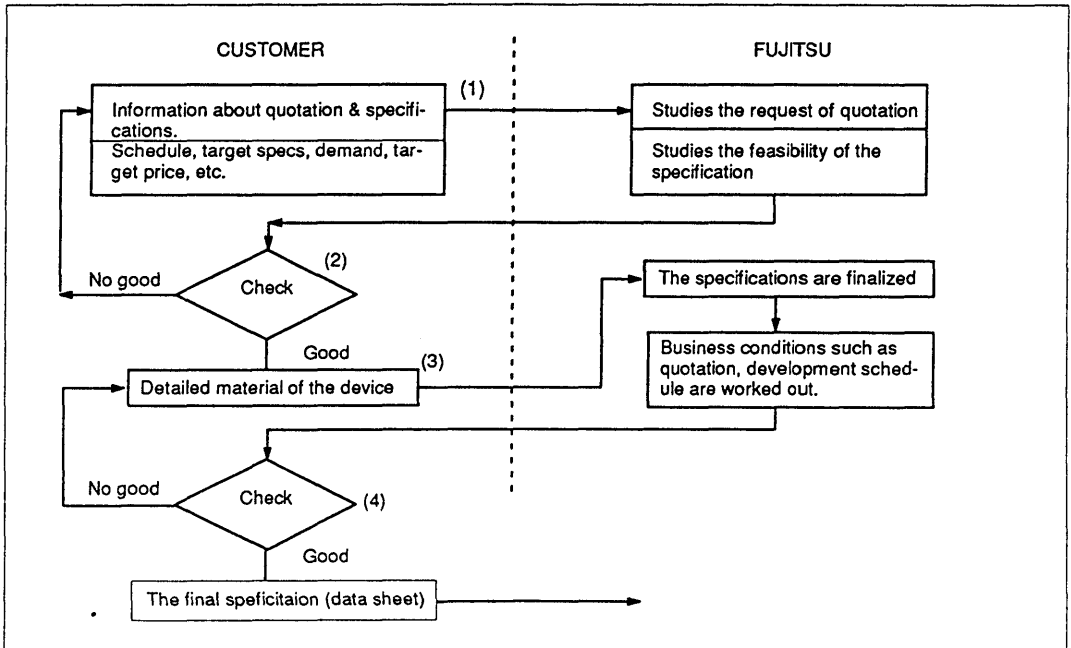 CUSTOMER
FUJITSU
(1)
Information about quotation & specifi-
cations.
Schedule, target specs, demand, tar-
get price, etc.
Studies the request of quotation
Studies the feasibility of the
specification
(2)
No good
Check
Good
The specifications are finalized
(3)
Detailed material of the device
Business conditions such as
quotation, development sched-
ule are worked out.
No good
Check
(4)
Good
The final speficitaion (data sheet)